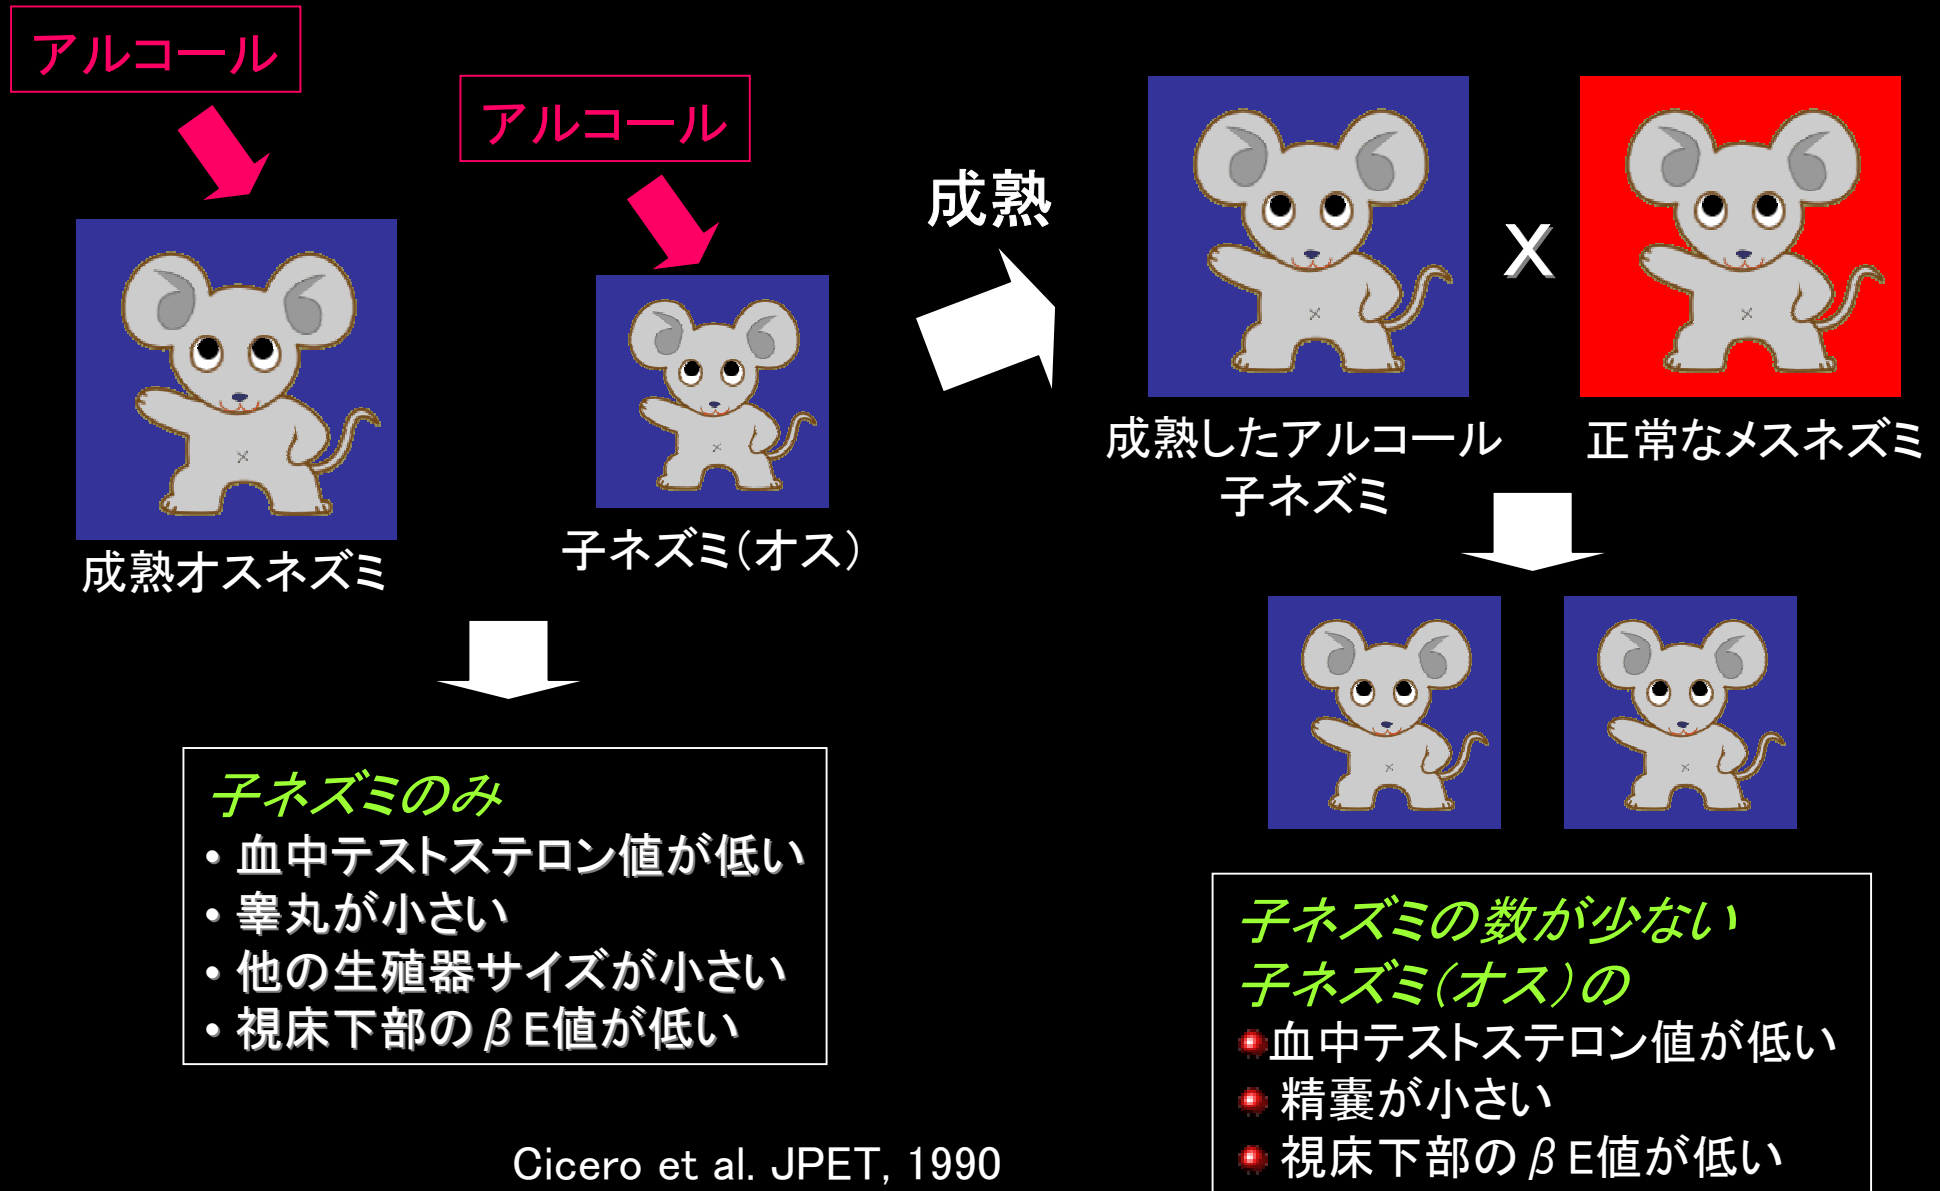 アルコール
アルコール
成熟
X
成熟オスネズミ
子ネズミ（オス）
成熟したアルコール
子ネズミ
正常なメスネズミ
子ネズミのみ
• 血中テストステロン値が低い
• 睾丸が小さい
• 他の生殖器サイズが小さい
• 視床下部のβE値が低い
子ネズミの数が少ない
子ネズミ（オス）の
血中テストステロン値が低い
精嚢が小さい
視床下部のβE値が低い
Cicero et al. JPET, 1990